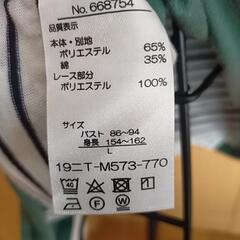 No.668754
品質表示
本体・別地
ポリエステル 65%
綿 35%
レース部分
ポリエステル 100%
サイズ
バスト 86~94
身長 154~162
L
19ニT-M573-770
40
P
W